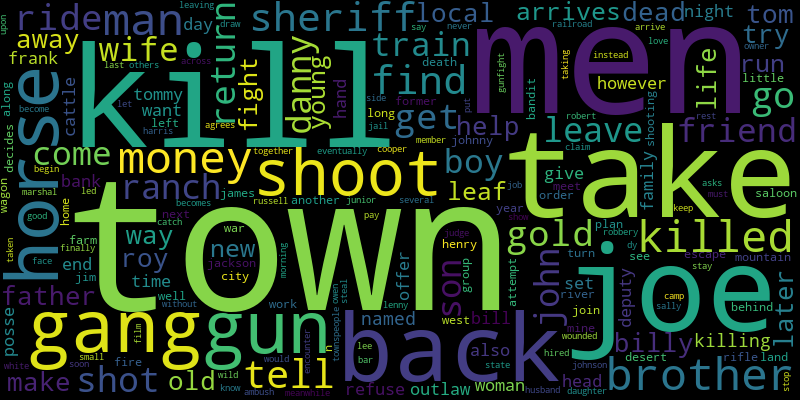 ride man sheriff local arrives dead night tom
upon leaving draw railroad say never arrive love owner
away wife return train try
frank day instead
last others across death gunfight taking run
kill men
horse tommy fight danny young hand find life little
cattle want left long former side put however bandit go
along get help leave friend
decides come johnny robert rest
let jail become harris agrees together eventually cooper member claim shooting
wagon money shoot boy take
begin bank ranch james leaf give meet family asks must saloon
marshal led russell another junior year order keep
taken home becomes several job
good way new war pay gold killed
farm next catch henry plan robbery show
town
face end roy jackson city morning judge offer john dy see escape mountain
finally jim time well group attempt turn stay
father son set joe
posse gang gun work steal owen lenny named river camp sally deputy behind later
film townspeople west bill join mine billy killing
small encounter back also wounded desert rifle land
white soon fire n lee bar state hired brother
make shot old tell refuse outlaw woman head johnson
wild would know ambush meanwhile husband daughter stop